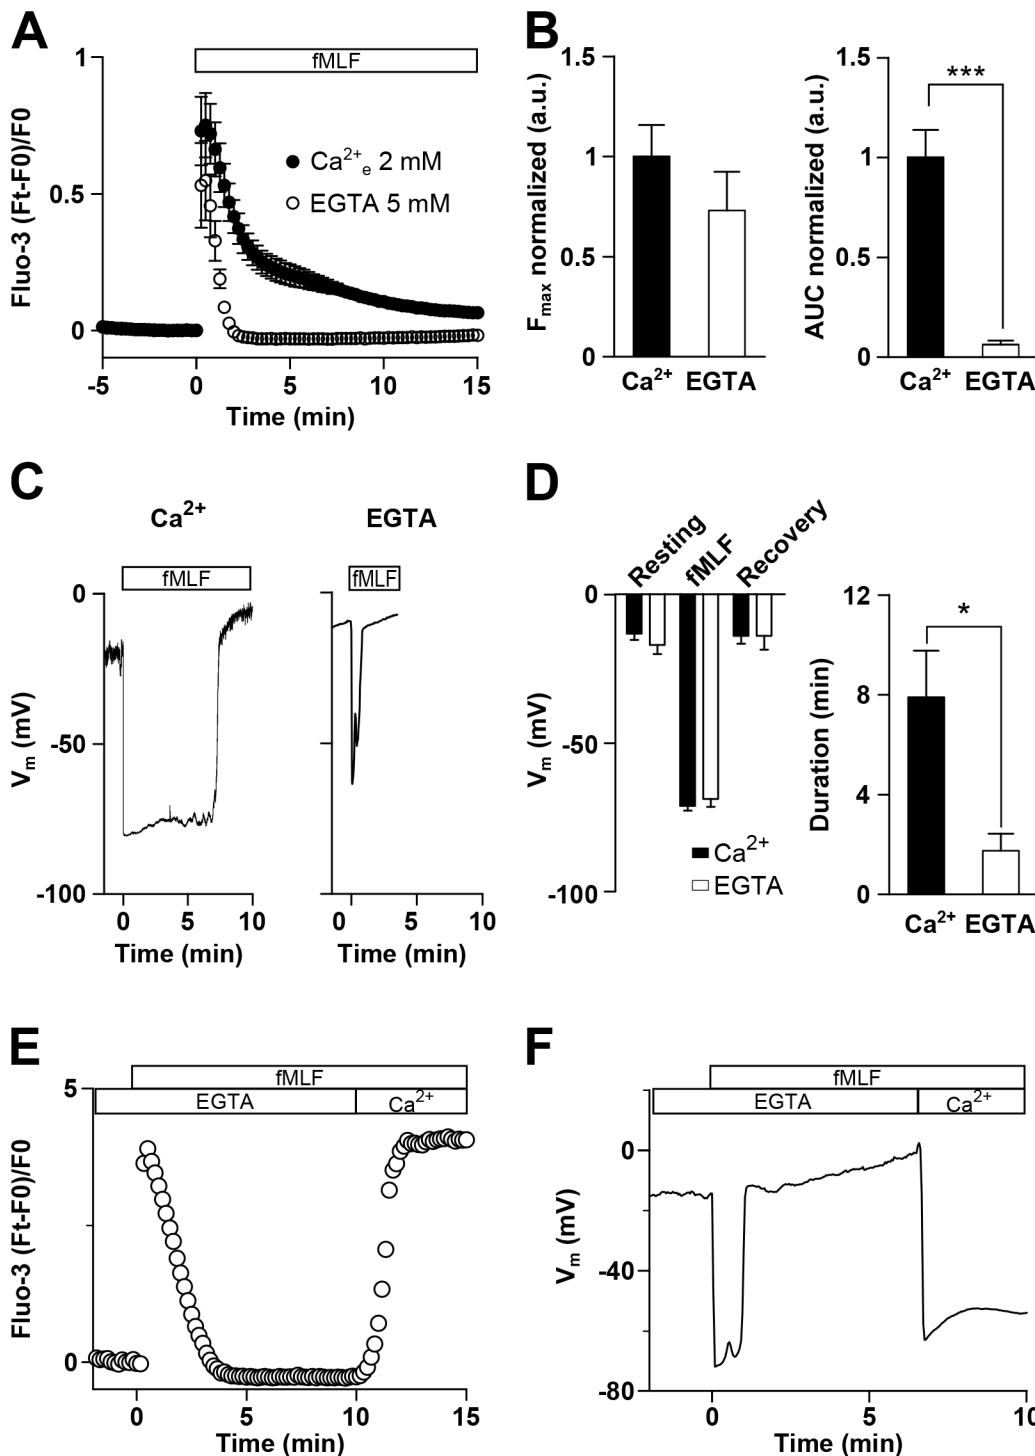 A
fMLF
1
0.5
0
Fluo-3 (Ft-F0)/F0
Ca²⁺ₑ 2 mM
EGTA 5 mM
-5 0 5 10 15
Time (min)
B
1.5
1
0.5
0
Fmax normalized (a.u.)
Ca²⁺ EGTA
1.5
1
0.5
0
AUC normalized (a.u.)
***
Ca²⁺ EGTA
C
Ca²⁺
fMLF
0
-50
-100
Vm (mV)
0 5 10
Time (min)
EGTA
fMLF
0 5 10
Time (min)
D
Resting
fMLF
Recovery
0
-50
-100
Vm (mV)
Ca²⁺
EGTA
12
8
4
0
Duration (min)
*
Ca²⁺ EGTA
E
fMLF
EGTA Ca²⁺
5
0
Fluo-3 (Ft-F0)/F0
0 5 10 15
Time (min)
F
fMLF
EGTA Ca²⁺
0
-40
-80
Vm (mV)
0 5 10
Time (min)